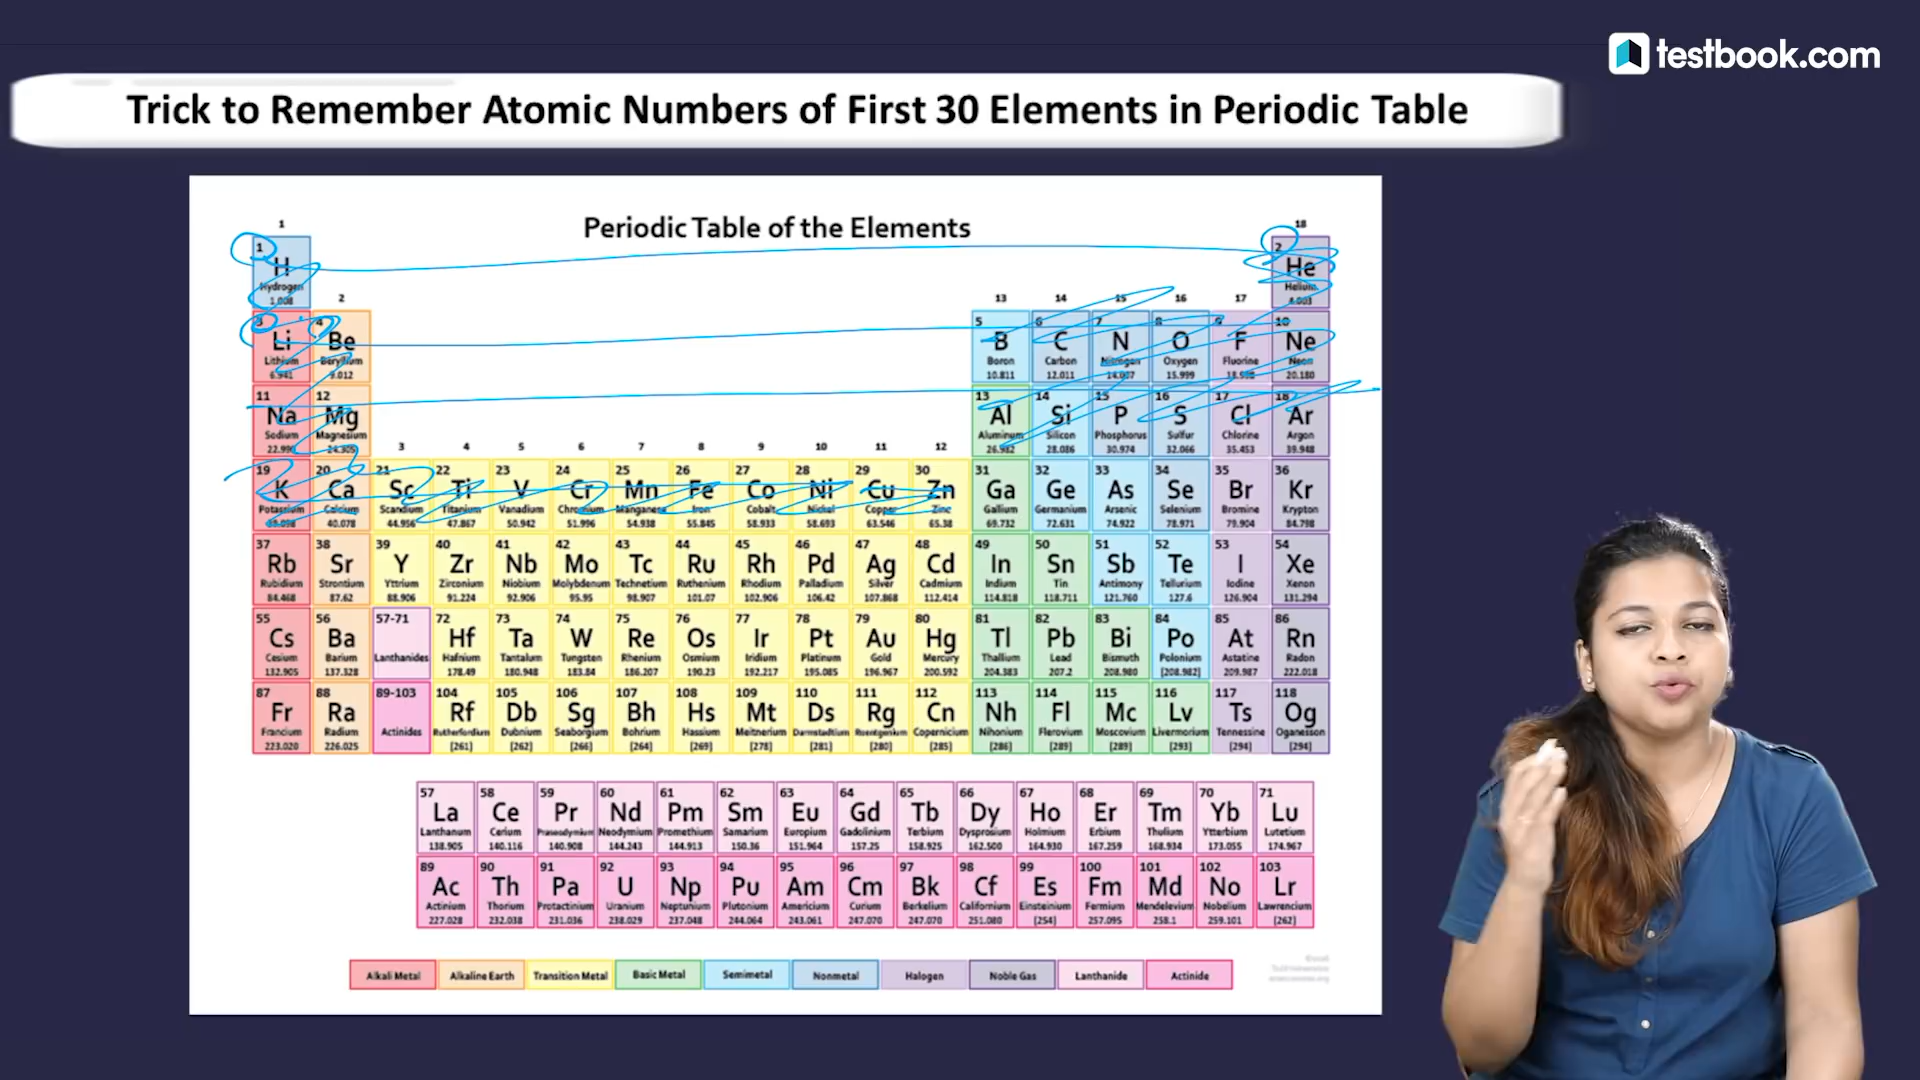 testbook.com
Trick to Remember Atomic Numbers of First 30 Elements in Periodic Table
Periodic Table of the Elements
1 18
1 2
H He
Hydrogen Helium
1.008 4.003
2 13 14 15 16 17
3 4 5 6 7 8 9 10
Li Be B C N O F Ne
Lithium Beryllium Boron Carbon Nitrogen Oxygen Fluorine Neon
6.941 9.012 10.811 12.011 14.007 15.999 18.998 20.180
11 12 13 14 15 16 17 18
Na Mg Al Si P S Cl Ar
Sodium Magnesium Aluminum Silicon Phosphorus Sulfur Chlorine Argon
22.990 24.305 26.982 28.086 30.974 32.066 35.453 39.948
3 4 5 6 7 8 9 10 11 12
19 20 21 22 23 24 25 26 27 28 29 30 31 32 33 34 35 36
K Ca Sc Ti V Cr Mn Fe Co Ni Cu Zn Ga Ge As Se Br Kr
Potassium Calcium Scandium Titanium Vanadium Chromium Manganese Iron Cobalt Nickel Copper Zinc Gallium Germanium Arsenic Selenium Bromine Krypton
39.098 40.078 44.956 47.867 50.942 51.996 54.938 55.845 58.933 58.693 63.546 65.38 69.732 72.631 74.922 78.971 79.904 84.798
37 38 39 40 41 42 43 44 45 46 47 48 49 50 51 52 53 54
Rb Sr Y Zr Nb Mo Tc Ru Rh Pd Ag Cd In Sn Sb Te I Xe
Rubidium Strontium Yttrium Zirconium Niobium Molybdenum Technetium Ruthenium Rhodium Palladium Silver Cadmium Indium Tin Antimony Tellurium Iodine Xenon
84.468 87.62 88.906 91.224 92.906 95.95 98.907 101.07 102.906 106.42 107.868 112.414 114.818 118.711 121.760 127.6 126.904 131.294
55 56 57-71 72 73 74 75 76 77 78 79 80 81 82 83 84 85 86
Cs Ba Hf Ta W Re Os Ir Pt Au Hg Tl Pb Bi Po At Rn
Cesium Barium Lanthanides Hafnium Tantalum Tungsten Rhenium Osmium Iridium Platinum Gold Mercury Thallium Lead Bismuth Polonium Astatine Radon
132.905 137.328 178.49 180.948 183.84 186.207 190.23 192.217 195.085 196.967 200.592 204.383 207.2 208.980 [208.982] 209.987 222.018
87 88 89-103 104 105 106 107 108 109 110 111 112 113 114 115 116 117 118
Fr Ra Rf Db Sg Bh Hs Mt Ds Rg Cn Nh Fl Mc Lv Ts Og
Francium Radium Actinides Rutherfordium Dubnium Seaborgium Bohrium Hassium Meitnerium Darmstadtium Roentgenium Copernicium Nihonium Flerovium Moscovium Livermorium Tennessine Oganesson
223.020 226.025 [261] [262] [266] [264] [269] [278] [281] [280] [285] [286] [289] [289] [293] [294] [294]
57 58 59 60 61 62 63 64 65 66 67 68 69 70 71
La Ce Pr Nd Pm Sm Eu Gd Tb Dy Ho Er Tm Yb Lu
Lanthanum Cerium Praseodymium Neodymium Promethium Samarium Europium Gadolinium Terbium Dysprosium Holmium Erbium Thulium Ytterbium Lutetium
138.905 140.116 140.908 144.243 144.913 150.36 151.964 157.25 158.925 162.500 164.930 167.259 168.934 173.055 174.967
89 90 91 92 93 94 95 96 97 98 99 100 101 102 103
Ac Th Pa U Np Pu Am Cm Bk Cf Es Fm Md No Lr
Actinium Thorium Protactinium Uranium Neptunium Plutonium Americium Curium Berkelium Californium Einsteinium Fermium Mendelevium Nobelium Lawrencium
227.028 232.038 231.036 238.029 237.048 244.064 243.061 247.070 247.070 251.080 [254] 257.095 258.1 259.101 [262]
Alkali Metal Alkaline Earth Transition Metal Basic Metal Semimetal Nonmetal Halogen Noble Gas Lanthanide Actinide